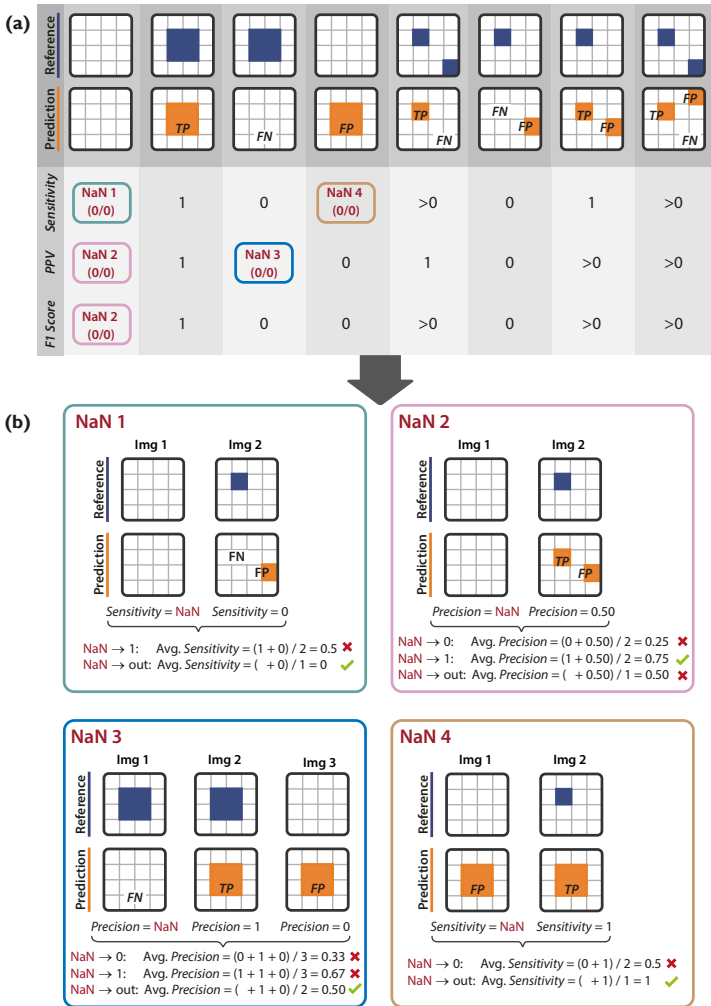 (a)
Reference
Prediction
TP
FN
FP
TP
FN
FN
FP
TP
FP
TP
FP
FN
Sensitivity
NaN 1
(0/0)
1
0
NaN 4
(0/0)
>0
0
1
>0
PPV
NaN 2
(0/0)
1
NaN 3
(0/0)
0
1
0
>0
>0
F1 Score
NaN 2
(0/0)
1
0
0
>0
0
>0
>0
(b)
NaN 1
Img 1
Img 2
Reference
Prediction
FN
FP
Sensitivity = NaN
Sensitivity = 0
NaN → 1: Avg. Sensitivity = (1 + 0) / 2 = 0.5 ✖
NaN → out: Avg. Sensitivity = (  + 0) / 1 = 0 ✓
NaN 2
Img 1
Img 2
Reference
Prediction
TP
FP
Precision = NaN
Precision = 0.50
NaN → 0: Avg. Precision = (0 + 0.50) / 2 = 0.25 ✖
NaN → 1: Avg. Precision = (1 + 0.50) / 2 = 0.75 ✓
NaN → out: Avg. Precision = (  + 0.50) / 1 = 0.50 ✖
NaN 3
Img 1
Img 2
Img 3
Reference
Prediction
FN
TP
FP
Precision = NaN
Precision = 1
Precision = 0
NaN → 0: Avg. Precision = (0 + 1 + 0) / 3 = 0.33 ✖
NaN → 1: Avg. Precision = (1 + 1 + 0) / 3 = 0.67 ✖
NaN → out: Avg. Precision = (  + 1 + 0) / 2 = 0.50 ✓
NaN 4
Img 1
Img 2
Reference
Prediction
FP
TP
Sensitivity = NaN
Sensitivity = 1
NaN → 0: Avg. Sensitivity = (0 + 1) / 2 = 0.5 ✖
NaN → out: Avg. Sensitivity = (  + 1) / 1 = 1 ✓